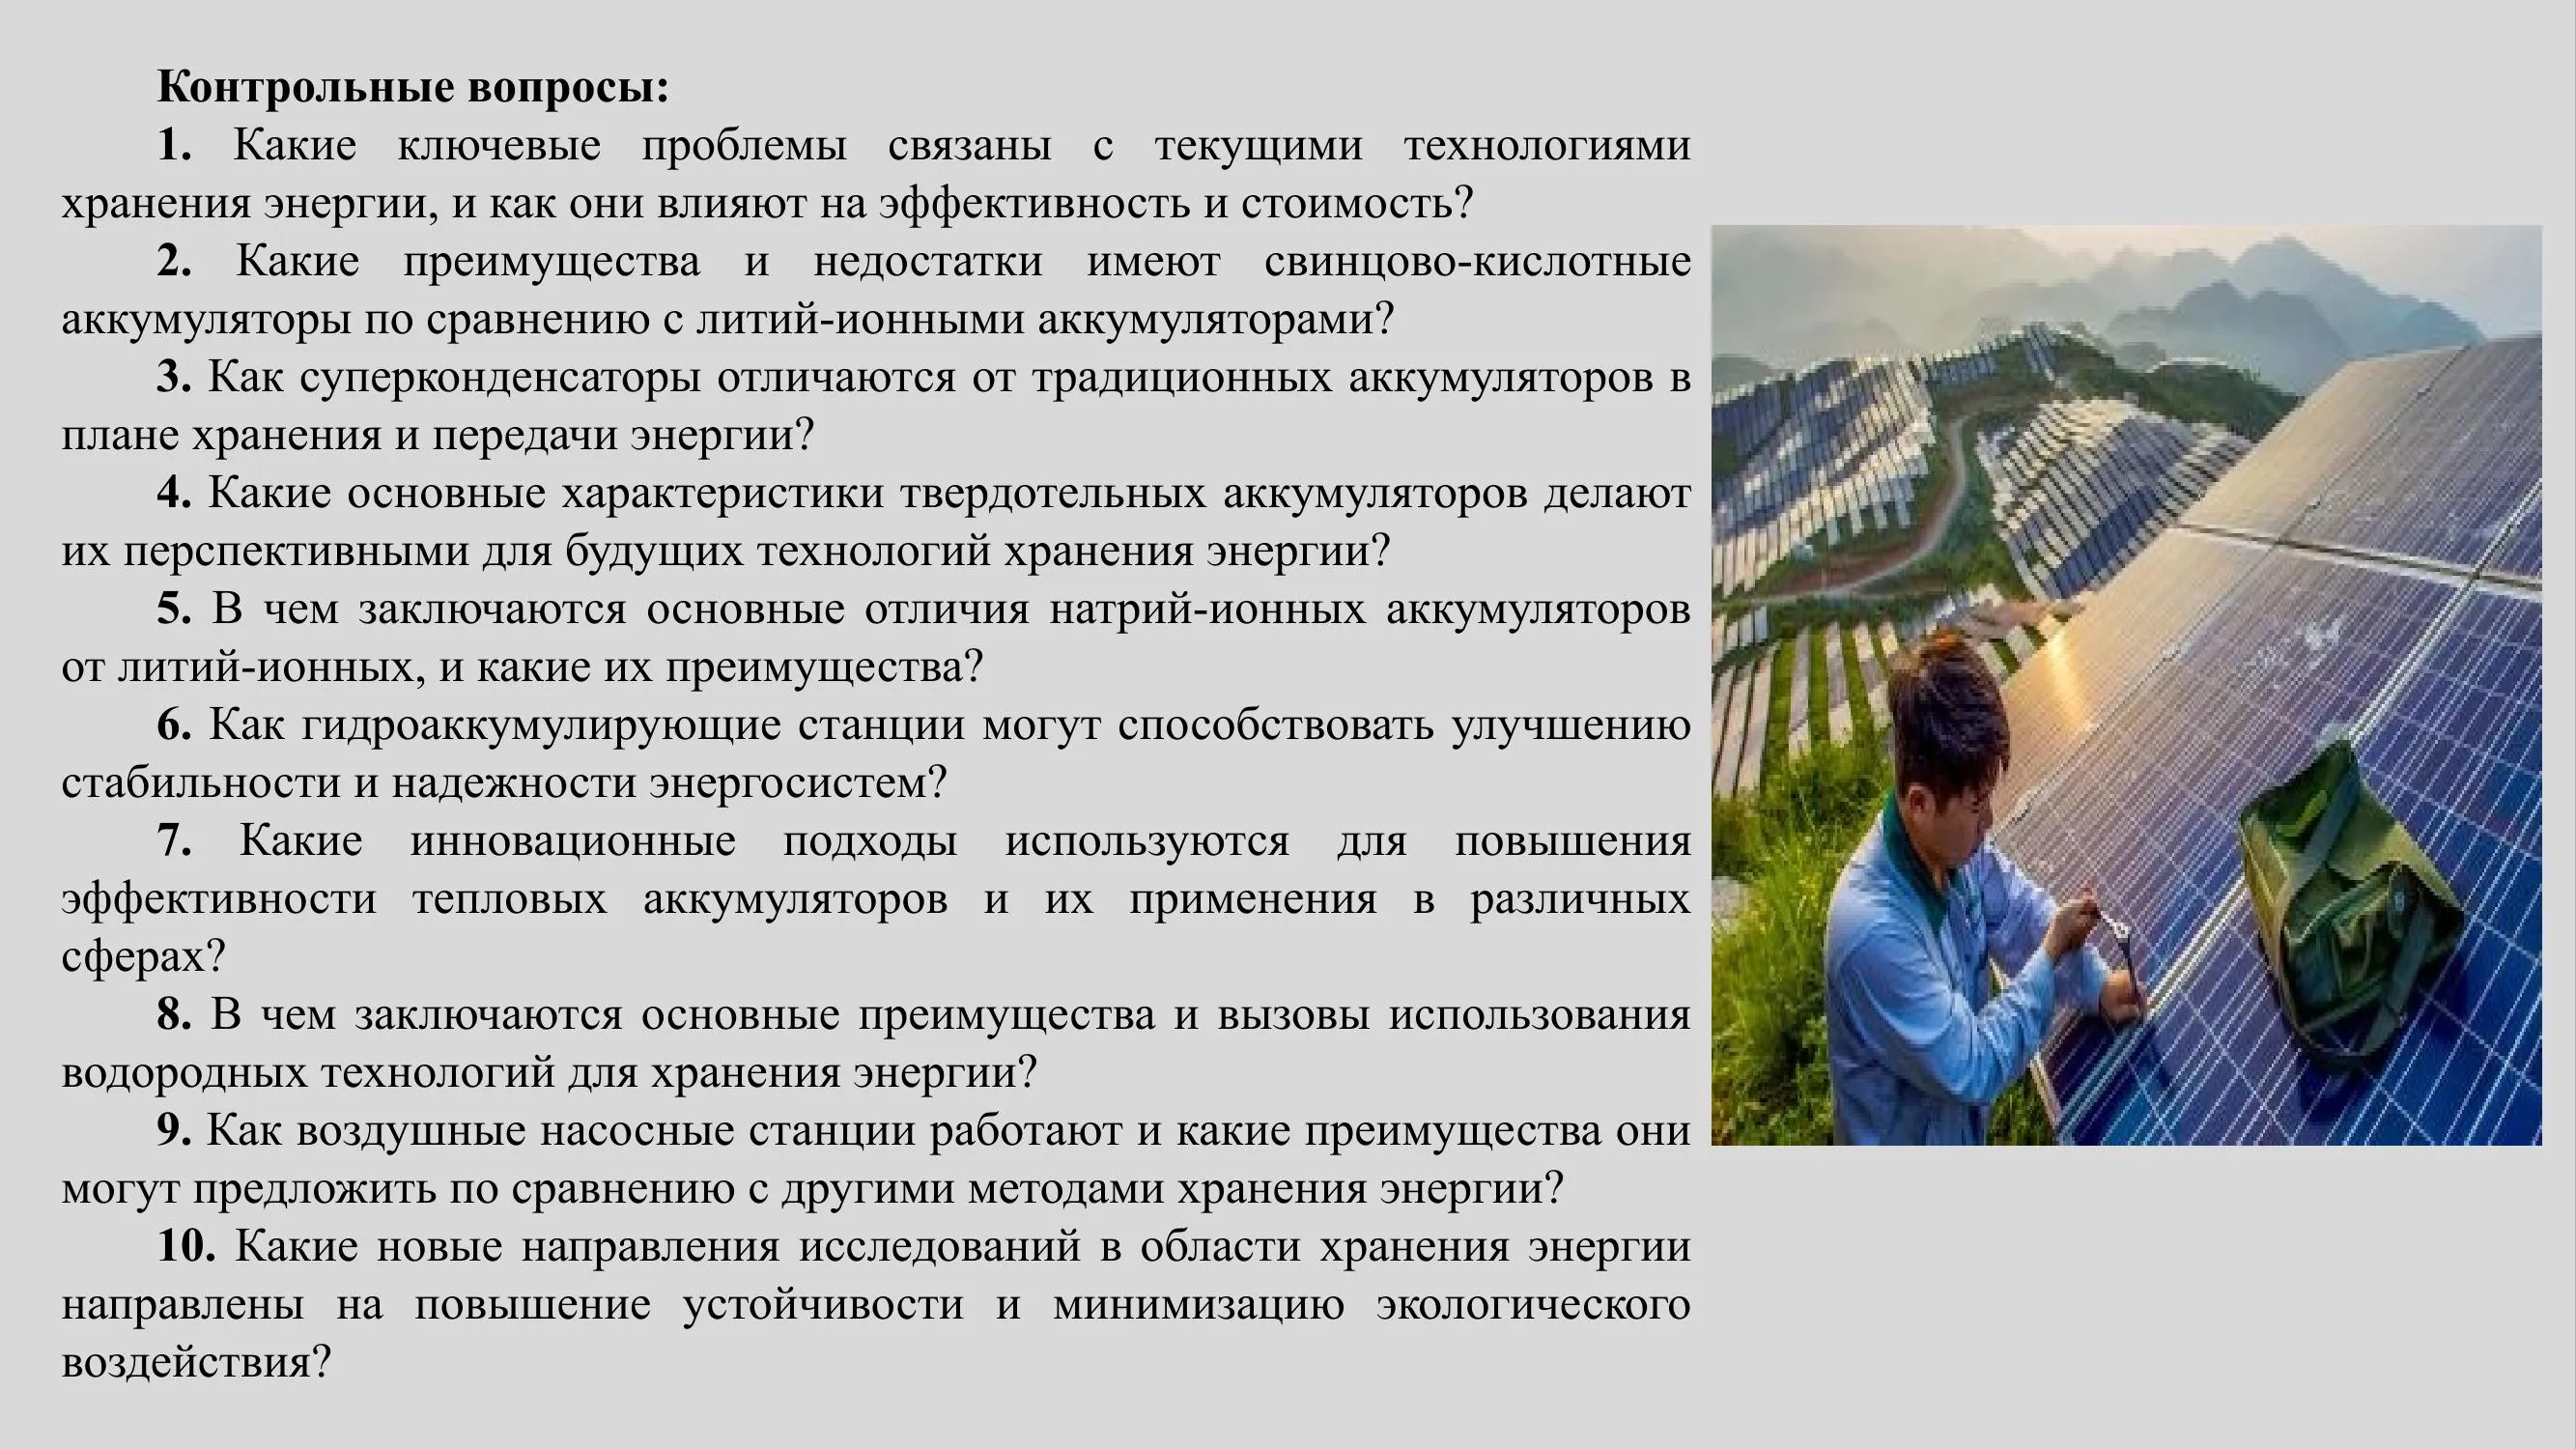 Контрольные вопросы:
1. Какие ключевые проблемы связаны с текущими технологиями
хранения энергии, и как они влияют на эффективность и стоимость?
2. Какие преимущества и недостатки имеют свинцово-кислотные
аккумуляторы по сравнению с литий-ионными аккумуляторами?
3. Как суперконденсаторы отличаются от традиционных аккумуляторов в
плане хранения и передачи энергии?
4. Какие основные характеристики твердотельных аккумуляторов делают
их перспективными для будущих технологий хранения энергии?
5. В чем заключаются основные отличия натрий-ионных аккумуляторов
от литий-ионных, и какие их преимущества?
6. Как гидроаккумулирующие станции могут способствовать улучшению
стабильности и надежности энергосистем?
7. Какие инновационные подходы используются для повышения
эффективности тепловых аккумуляторов и их применения в различных
сферах?
8. В чем заключаются основные преимущества и вызовы использования
водородных технологий для хранения энергии?
9. Как воздушные насосные станции работают и какие преимущества они
могут предложить по сравнению с другими методами хранения энергии?
10. Какие новые направления исследований в области хранения энергии
направлены на повышение устойчивости и минимизацию экологического
воздействия?